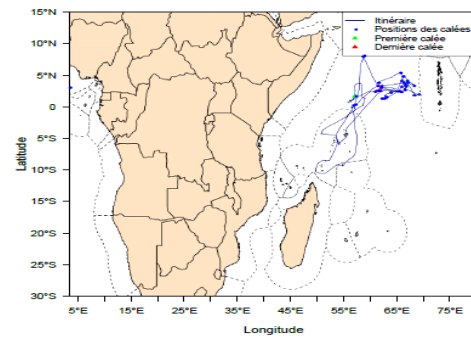 Itinéraire
Positions des calées
Première calée
Dernière calée
15°N
10°N
5°N
0
5°S
10°S
15°S
20°S
25°S
30°S
Latitude
5°E
15°E
25°E
35°E
45°E
55°E
65°E
75°E
Longitude